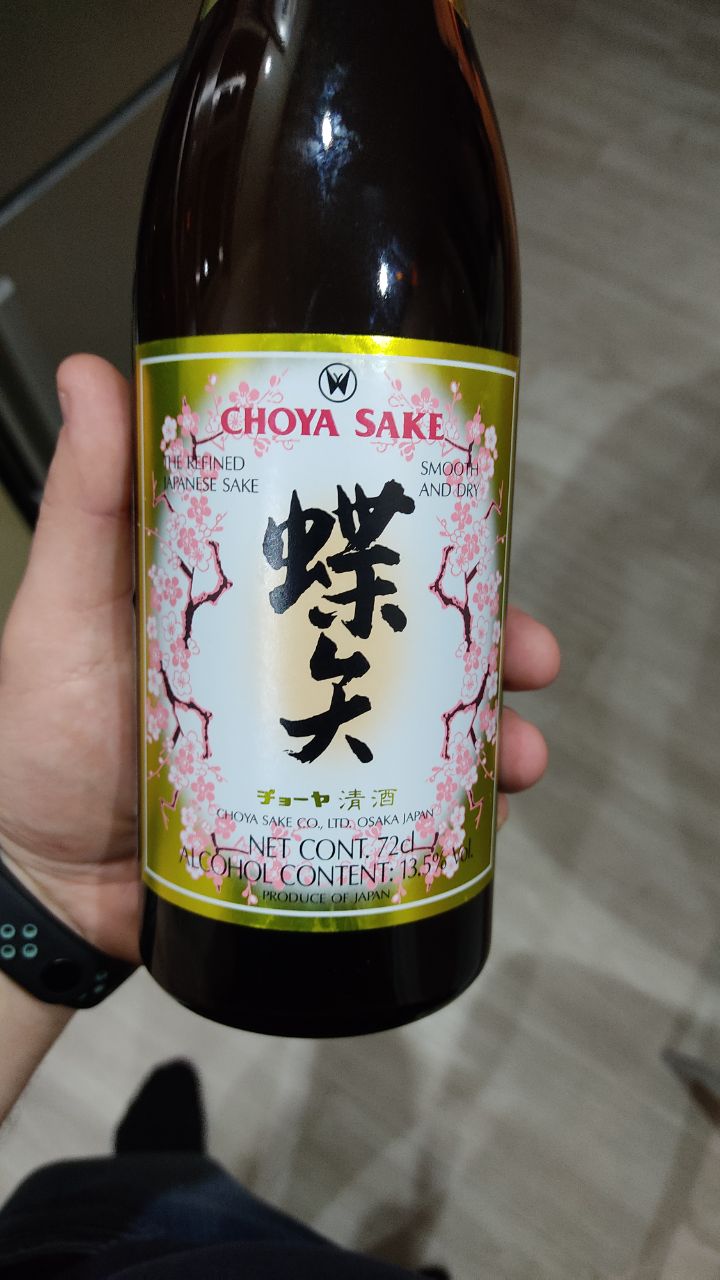 CHOYA SAKE
THE REFINED
JAPANESE SAKE
SMOOTH
AND DRY
蝶
矢
チョーヤ 清酒
CHOYA SAKE CO., LTD. OSAKA JAPAN
NET CONT. 72cl
ALCOHOL CONTENT: 13.5% Vol.
PRODUCE OF JAPAN